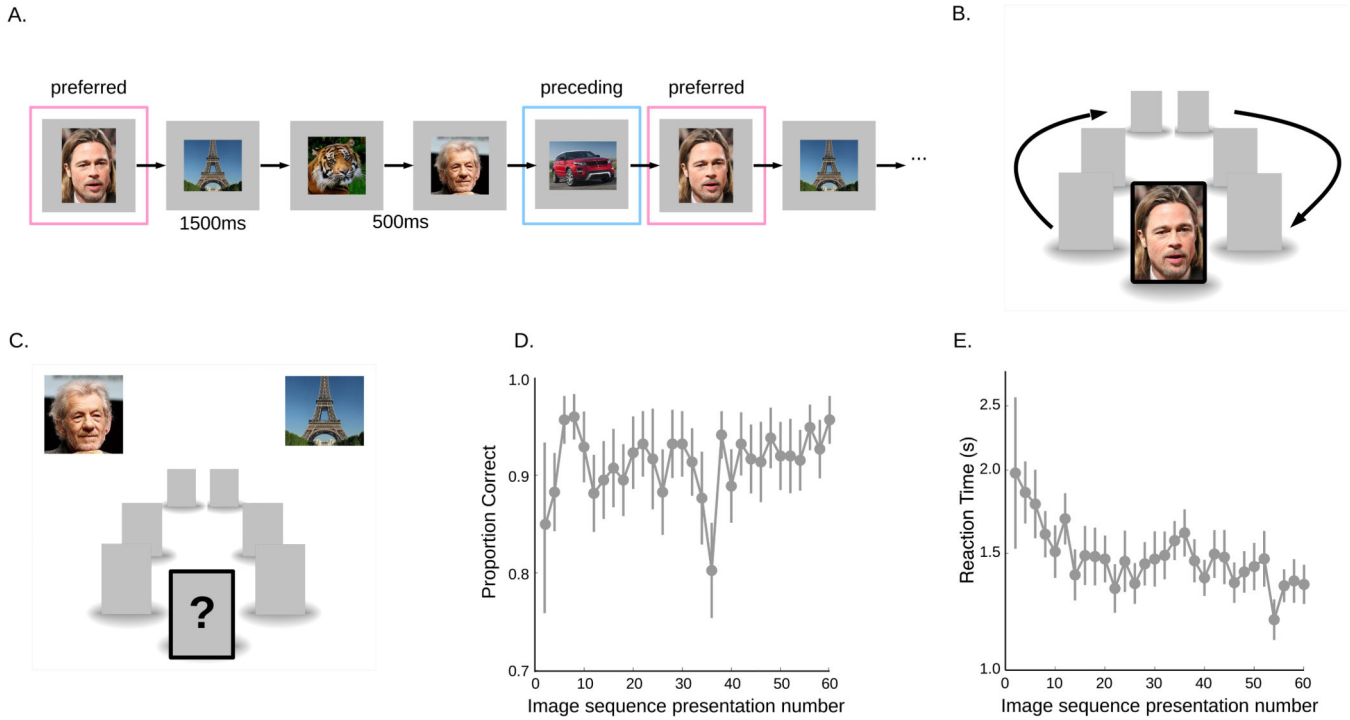 A.
B.
preferred
preceding
preferred
...
1500ms
500ms
C.
D.
E.
?
1.0
0.9
0.8
0.7
Proportion Correct
0 10 20 30 40 50 60
Image sequence presentation number
2.5
2.0
1.5
1.0
Reaction Time (s)
0 10 20 30 40 50 60
Image sequence presentation number